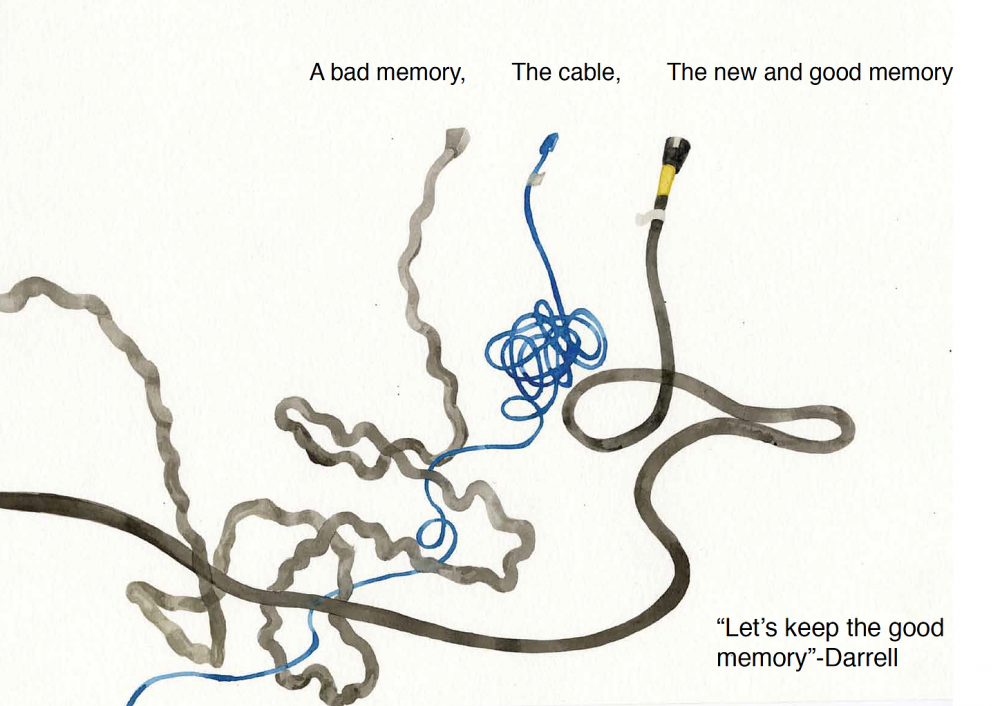 A bad memory, The cable, The new and good memory
“Let’s keep the good
memory”-Darrell